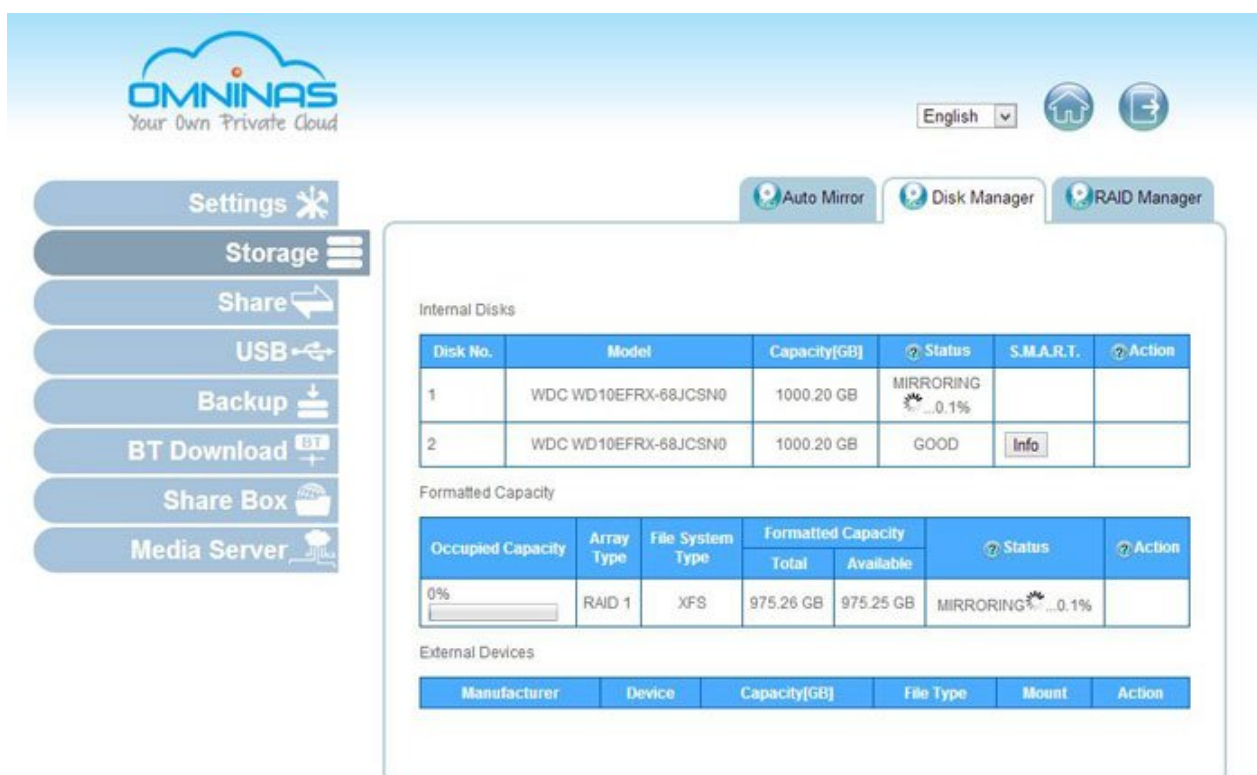 OMNINAS
Your Own Private Cloud
English
Auto Mirror
Disk Manager
RAID Manager
Settings
Storage
Share
USB
Backup
BT Download BT
Share Box
Media Server
Internal Disks
Disk No. Model Capacity[GB] ? Status S.M.A.R.T. ? Action
1 WDC WD10EFRX-68JCSN0 1000.20 GB MIRRORING
...0.1%
2 WDC WD10EFRX-68JCSN0 1000.20 GB GOOD Info
Formatted Capacity
Occupied Capacity Array Type File System Type Formatted Capacity ? Status ? Action
Total Available
0% RAID 1 XFS 975.26 GB 975.25 GB MIRRORING ...0.1%
External Devices
Manufacturer Device Capacity[GB] File Type Mount Action